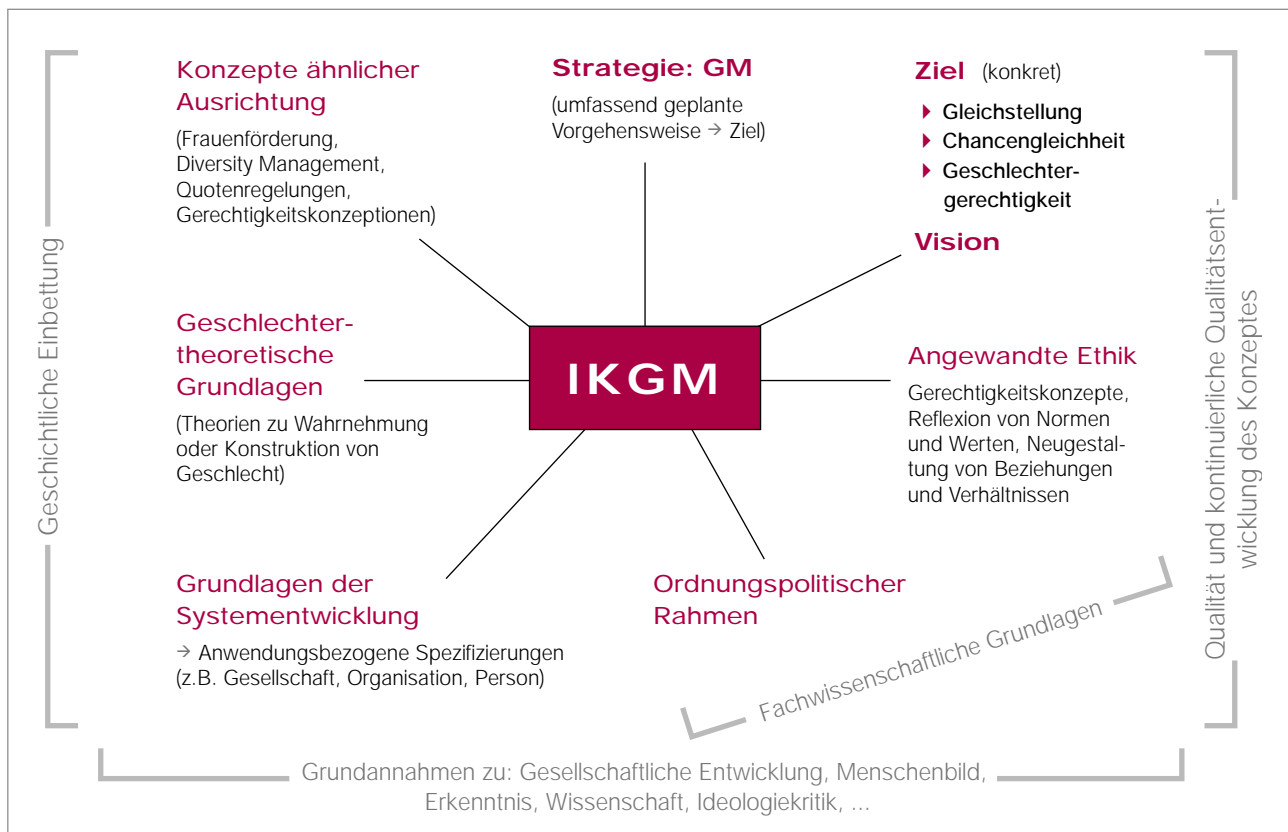 Konzepte ähnlicher
Ausrichtung
(Frauenförderung,
Diversity Management,
Quotenregelungen,
Gerechtigkeitskonzeptionen)
Strategie: GM
(umfassend geplante
Vorgehensweise → Ziel)
Ziel (konkret)
Gleichstellung
Chancengleichheit
Geschlechter-
gerechtigkeit
Vision
Geschlechter-
theoretische
Grundlagen
(Theorien zu Wahrnehmung
oder Konstruktion von
Geschlecht)
IKGM
Angewandte Ethik
Gerechtigkeitskonzepte,
Reflexion von Normen
und Werten, Neugestal-
tung von Beziehungen
und Verhältnissen
Grundlagen der
Systementwicklung
→ Anwendungsbezogene Spezifizierungen
(z.B. Gesellschaft, Organisation, Person)
Ordnungspolitischer
Rahmen
Geschichtliche Einbettung
Qualität und kontinuierliche Qualitätsent-
wicklung des Konzeptes
Fachwissenschaftliche Grundlagen
Grundannahmen zu: Gesellschaftliche Entwicklung, Menschenbild,
Erkenntnis, Wissenschaft, Ideologiekritik, ...